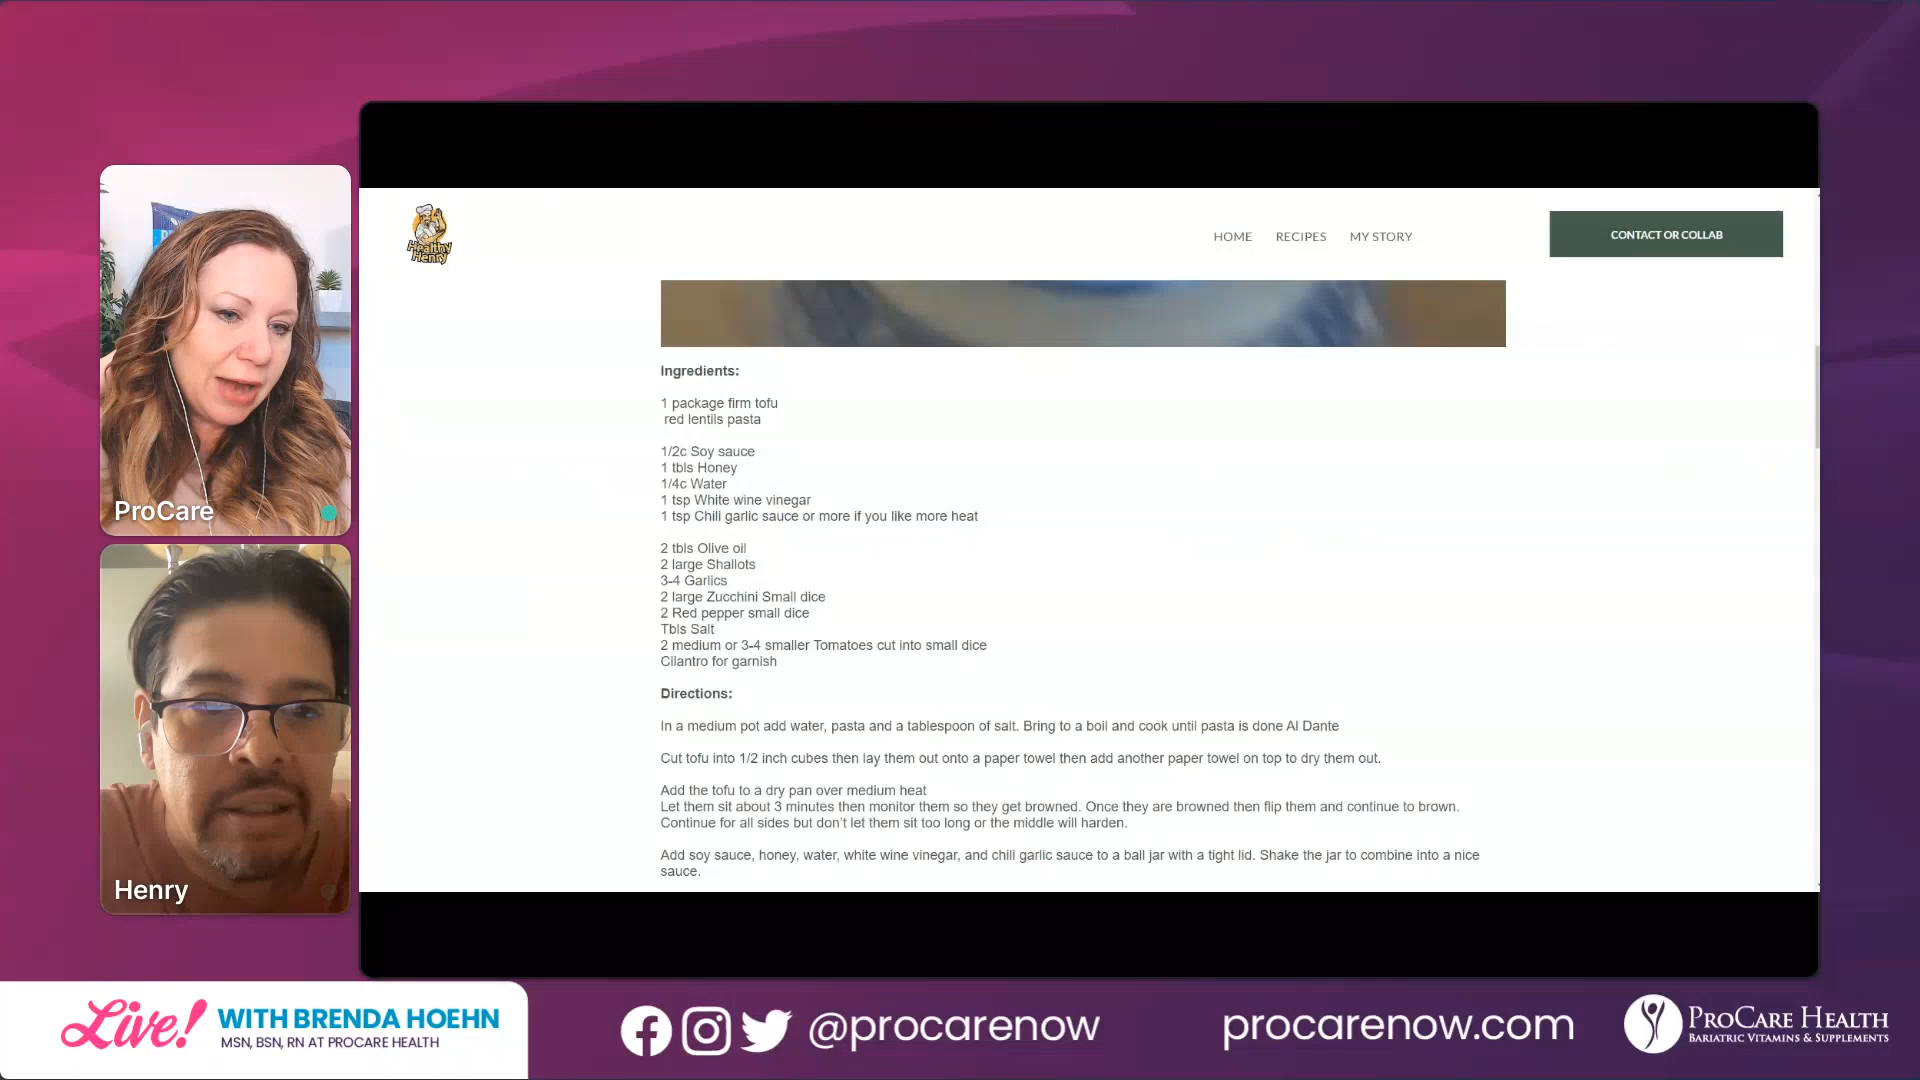 Healthy
Henry
HOME RECIPES MY STORY
CONTACT OR COLLAB
Ingredients:
1 package firm tofu
red lentils pasta
1/2c Soy sauce
1 tbls Honey
1/4c Water
1 tsp White wine vinegar
1 tsp Chili garlic sauce or more if you like more heat
2 tbls Olive oil
2 large Shallots
3-4 Garlics
2 large Zucchini Small dice
2 Red pepper small dice
Tbls Salt
2 medium or 3-4 smaller Tomatoes cut into small dice
Cilantro for garnish
Directions:
In a medium pot add water, pasta and a tablespoon of salt. Bring to a boil and cook until pasta is done Al Dante
Cut tofu into 1/2 inch cubes then lay them out onto a paper towel then add another paper towel on top to dry them out.
Add the tofu to a dry pan over medium heat
Let them sit about 3 minutes then monitor them so they get browned. Once they are browned then flip them and continue to brown.
Continue for all sides but don't let them sit too long or the middle will harden.
Add soy sauce, honey, water, white wine vinegar, and chili garlic sauce to a ball jar with a tight lid. Shake the jar to combine into a nice
sauce.
ProCare
Henry
Live! WITH BRENDA HOEHN
MSN, BSN, RN AT PROCARE HEALTH
@procarenow
procarenow.com
PROCARE HEALTH
BARIATRIC VITAMINS & SUPPLEMENTS